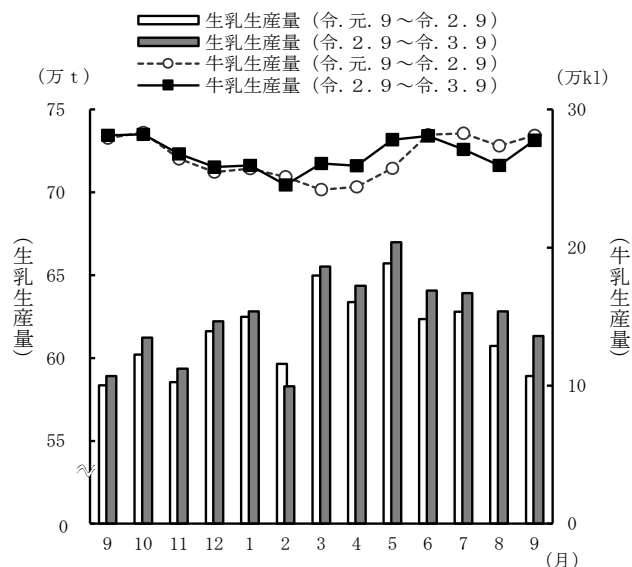 生乳生産量（令.元.９～令.２.９）
生乳生産量（令.２.９～令.３.９）
牛乳生産量（令.元.９～令.２.９）
牛乳生産量（令.２.９～令.３.９）
（万ｔ）
（万kl）
75
70
65
60
55
0
（生乳生産量）
30
20
10
0
（牛乳生産量）
9 10 11 12 1 2 3 4 5 6 7 8 9
（月）